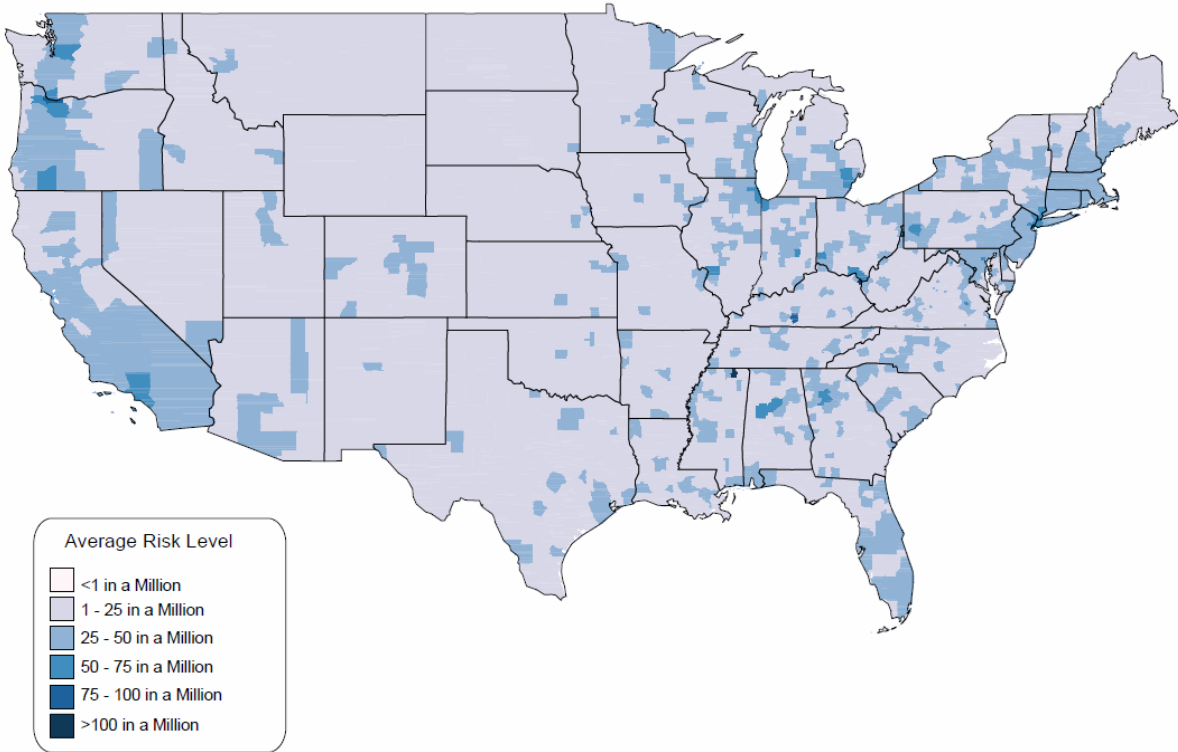 Average Risk Level
<1 in a Million
1 - 25 in a Million
25 - 50 in a Million
50 - 75 in a Million
75 - 100 in a Million
>100 in a Million